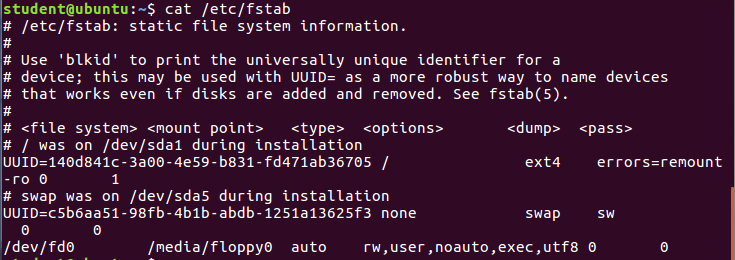 student@ubuntu:~$ cat /etc/fstab
# /etc/fstab: static file system information.
#
# Use 'blkid' to print the universally unique identifier for a
# device; this may be used with UUID= as a more robust way to name devices
# that works even if disks are added and removed. See fstab(5).
#
# <file system> <mount point>   <type>  <options>       <dump>  <pass>
# / was on /dev/sda1 during installation
UUID=140d841c-3a00-4e59-b831-fd471ab36705 /               ext4    errors=remount
-ro 0       1
# swap was on /dev/sda5 during installation
UUID=c5b6aa51-98fb-4b1b-abdb-1251a13625f3 none            swap    sw
  0       0
/dev/fd0        /media/floppy0  auto    rw,user,noauto,exec,utf8 0       0